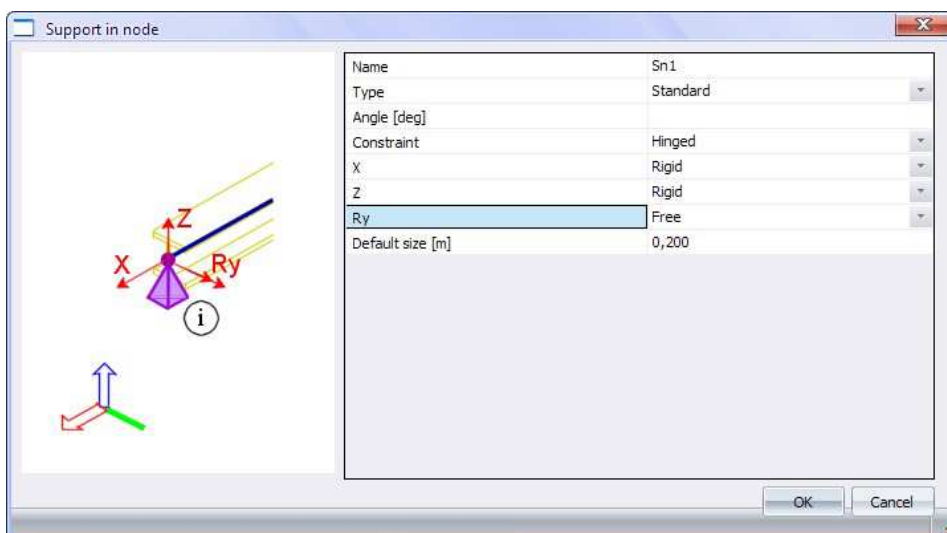 Support in node
Name Sn1
Type Standard
Angle [deg]
Constraint Hinged
X Rigid
Z Rigid
Ry Free
Default size [m] 0,200
Z
X Ry
i
OK Cancel